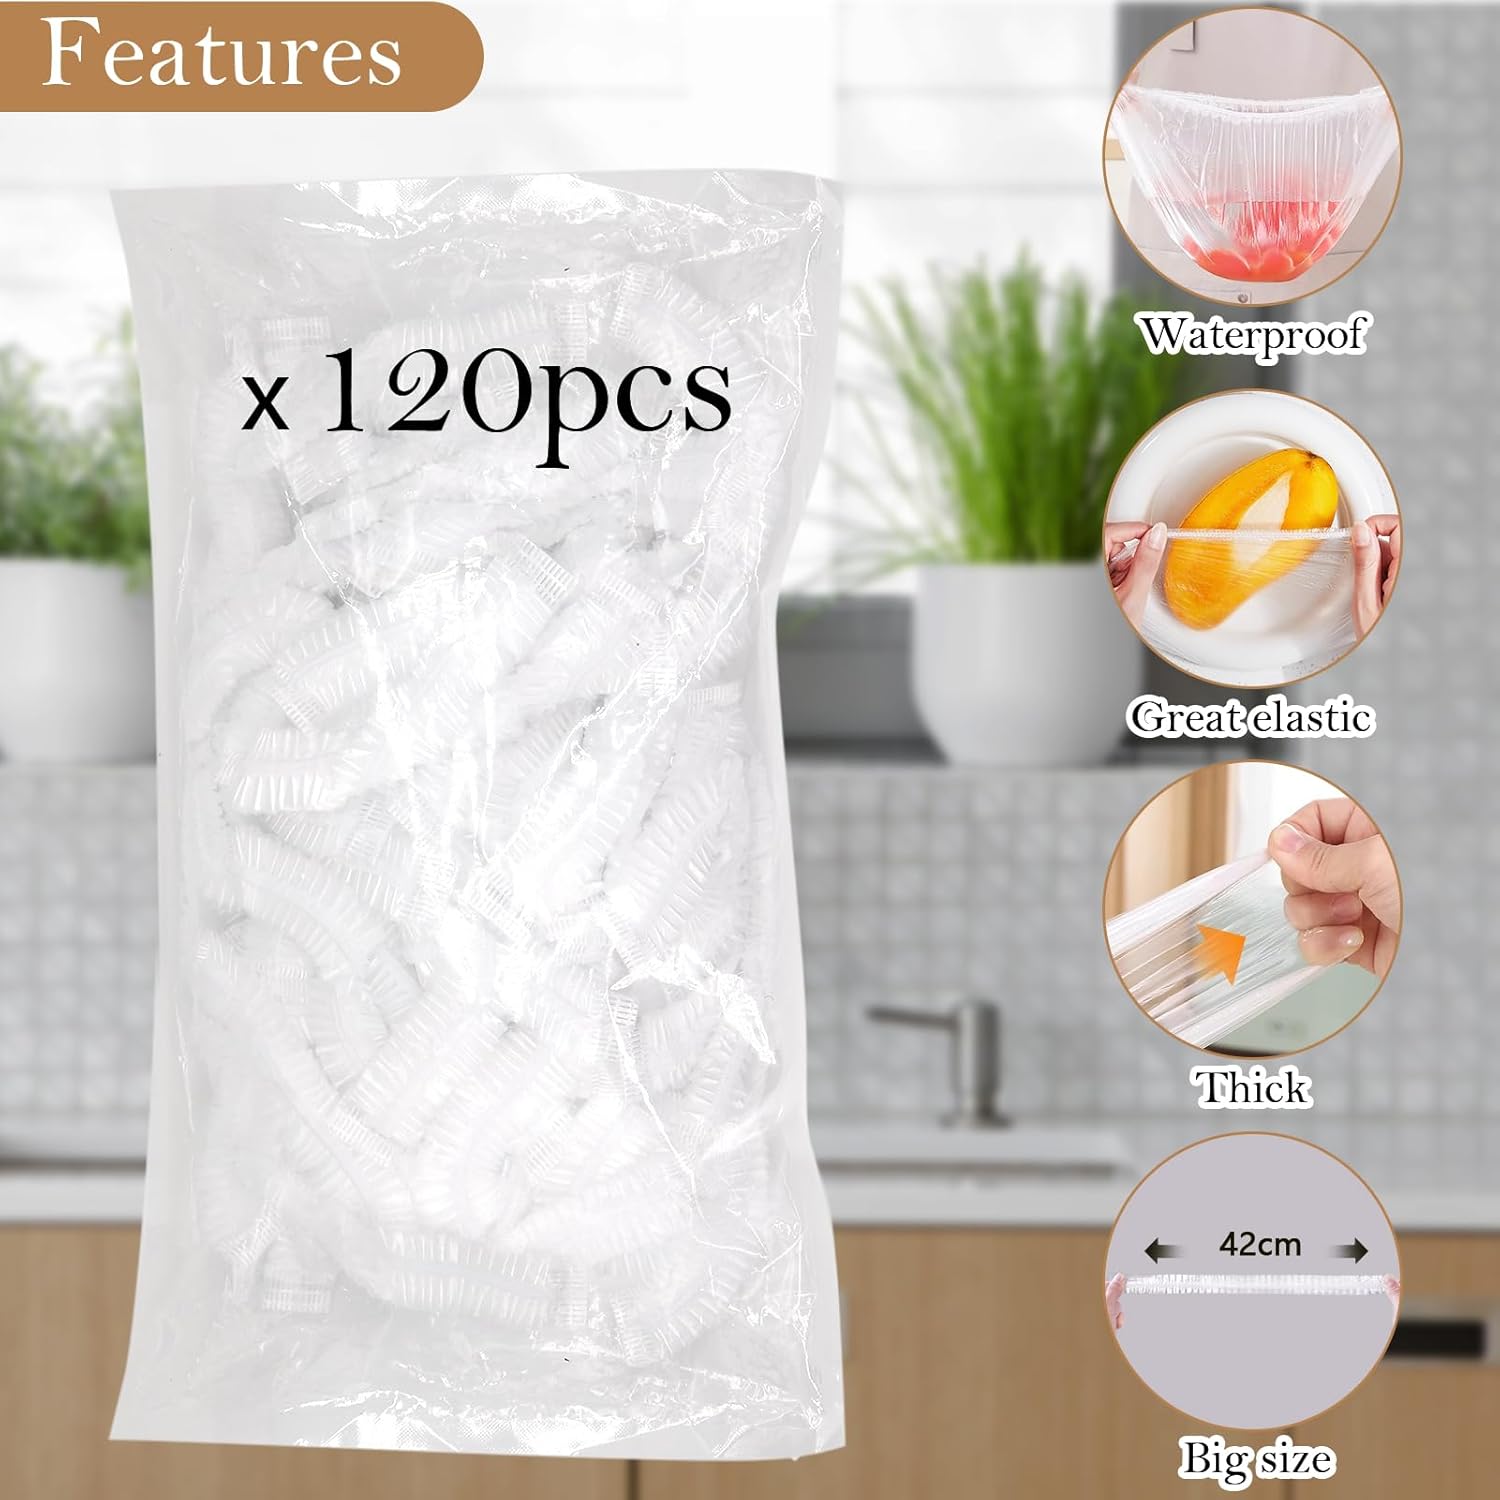 Features
x 120pcs
Waterproof
Great elastic
Thick
42cm
Big size